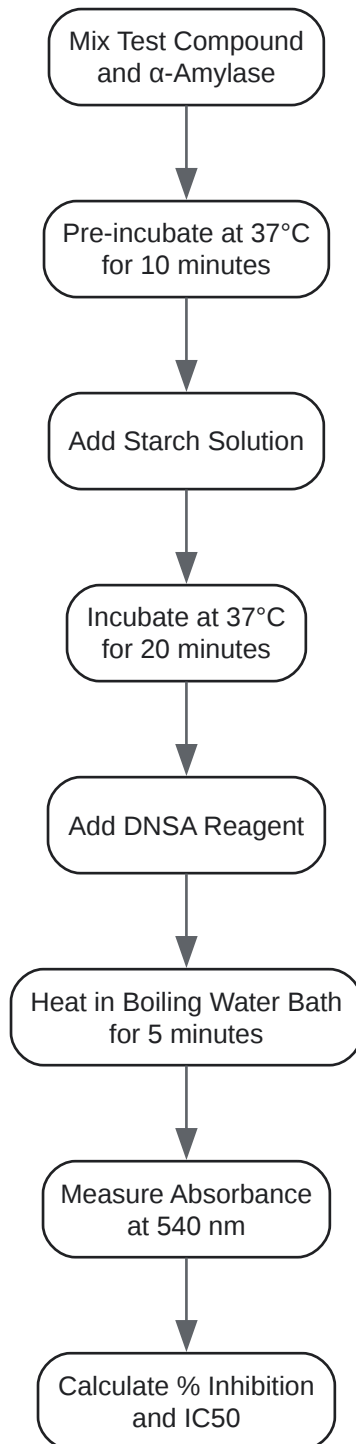 Mix Test Compound
and α-Amylase
Pre-incubate at 37°C
for 10 minutes
Add Starch Solution
Incubate at 37°C
for 20 minutes
Add DNSA Reagent
Heat in Boiling Water Bath
for 5 minutes
Measure Absorbance
at 540 nm
Calculate % Inhibition
and IC50